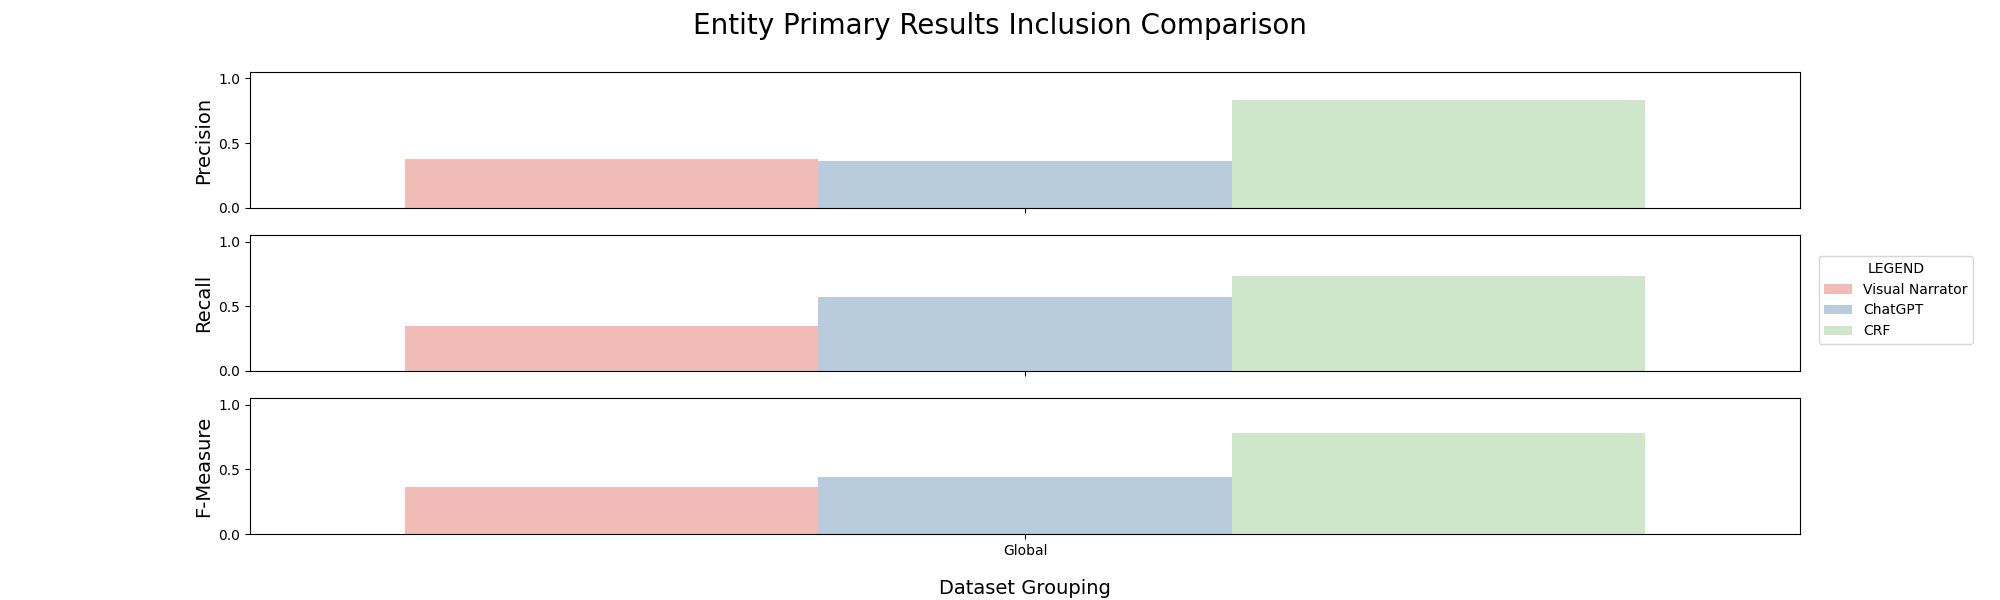 Entity Primary Results Inclusion Comparison
Precision
1.0
0.5
0.0
Recall
1.0
0.5
0.0
LEGEND
Visual Narrator
ChatGPT
CRF
F-Measure
1.0
0.5
0.0
Global
Dataset Grouping